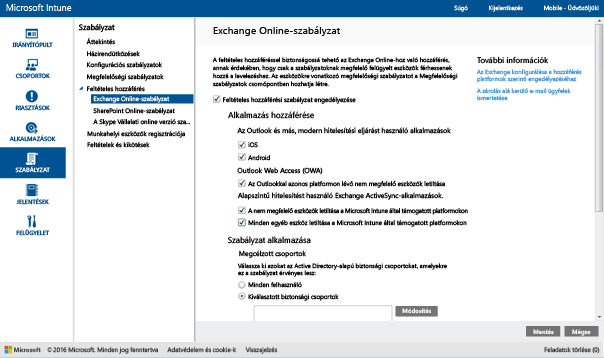 Microsoft Intune
Súgó
Kijelentkezés
Mobile - Üdvözöljük!
IRÁNYÍTÓPULT
CSOPORTOK
RIASZTÁSOK
ALKALMAZÁSOK
SZABÁLYZAT
JELENTÉSEK
FELÜGYELET
Szabályzat
Áttekintés
Házirendütközések
Konfigurációs szabályzatok
Megfelelőségi szabályzatok
Feltételes hozzáférés
Exchange Online-szabályzat
SharePoint Online-szabályzat
A Skype Vállalati online verzió sza...
Munkahelyi eszközök regisztrációja
Feltételek és kikötések
Exchange Online-szabályzat
A feltételes hozzáféréssel biztonságossá tehető az Exchange Online-hoz való hozzáférés,
annak érdekében, hogy csak a szabályzatoknak megfelelő felügyelt eszközök férhessenek
hozzá a levelezéshez. Az eszközökre vonatkozó megfelelőségi szabályzatot a Megfelelőségi
szabályzatok csomópontban hozhatja létre.
Feltételes hozzáférési szabályzat engedélyezése
Alkalmazás hozzáférése
Az Outlook és más, modern hitelesítési eljárást használó alkalmazások
iOS
Android
Outlook Web Access (OWA)
Az Outlookkal azonos platformon lévő nem megfelelő eszközök letiltása
Alapszintű hitelesítést használó Exchange ActiveSync-alkalmazások.
A nem megfelelő eszközök letiltása a Microsoft Intune által támogatott platformokon
Minden egyéb eszköz letiltása a Microsoft Intune által támogatott platformokon
Szabályzat alkalmazása
Megcélzott csoportok
Válassza ki azokat az Active Directory-alapú biztonsági csoportokat, amelyekre
ez a szabályzat érvényes lesz:
Minden felhasználó
Kiválasztott biztonsági csoportok
Módosítás
További információk
Az Exchange konfigurálása a hozzáférés
platformok szerinti engedélyezéséhez
A zárolás alá kerülő e-mail ügyfelek
ismertetése
Mentés
Mégse
Microsoft
© 2016 Microsoft. Minden jog fenntartva
Adatvédelem és cookie-k
Visszajelzés
Feladatok törlése (0)